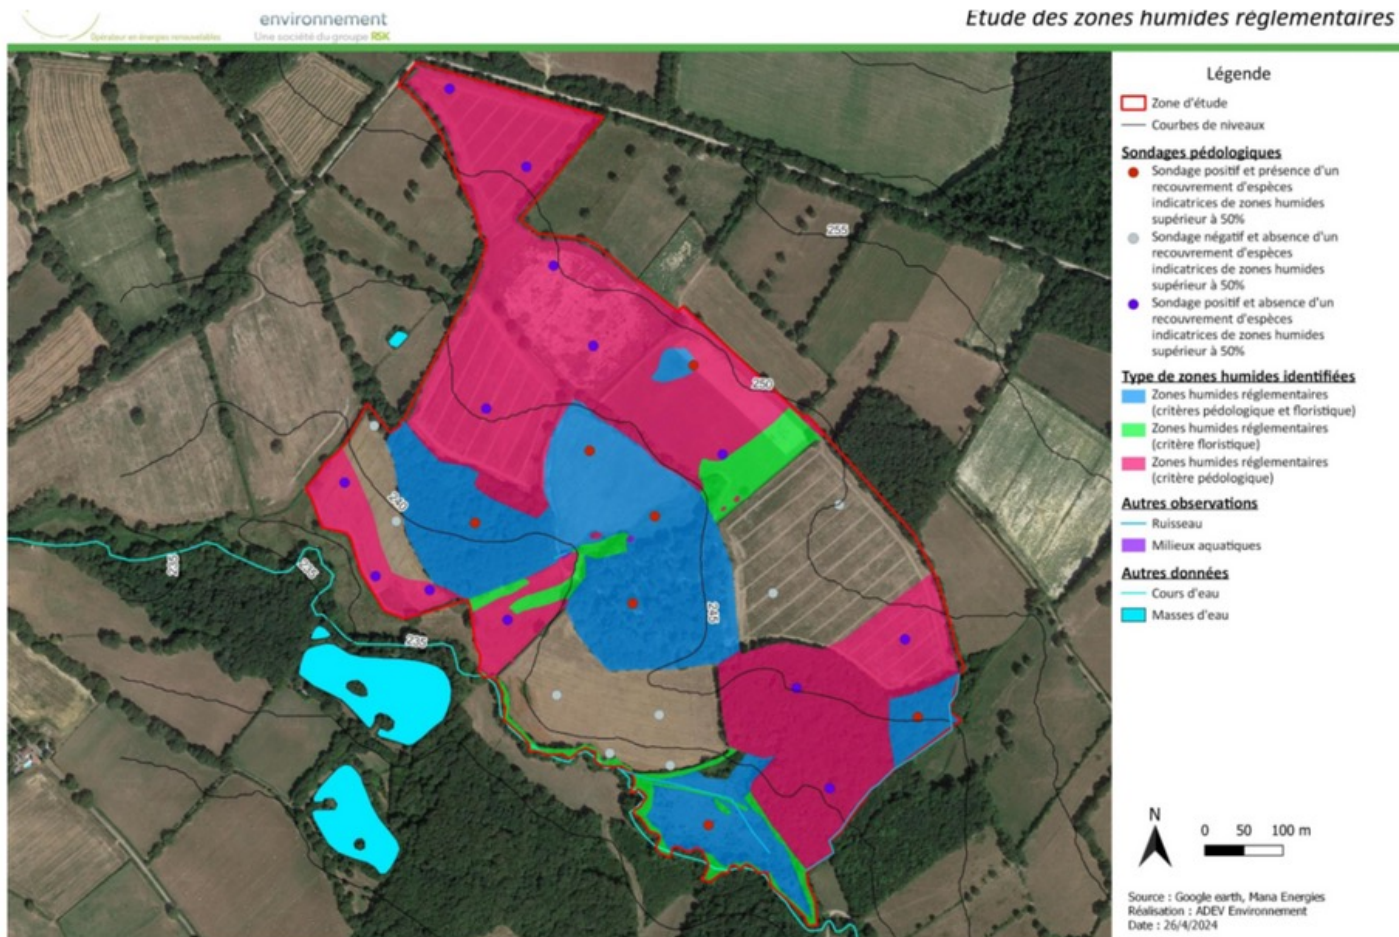 Etude des zones humides réglementaires
environnement
Opérateur en énergies renouvelables
Une société du groupe RSK
Légende
Zone d'étude
Courbes de niveaux
Sondages pédologiques
Sondage positif et présence d'un
recouvrement d'espèces
indicatrices de zones humides
supérieur à 50%
Sondage négatif et absence d'un
recouvrement d'espèces
indicatrices de zones humides
supérieur à 50%
Sondage positif et absence d'un
recouvrement d'espèces
indicatrices de zones humides
supérieur à 50%
Type de zones humides identifiées
Zones humides réglementaires
(critères pédologique et floristique)
Zones humides réglementaires
(critère floristique)
Zones humides réglementaires
(critère pédologique)
Autres observations
Ruisseau
Milieux aquatiques
Autres données
Cours d'eau
Masses d'eau
255
250
240
235
245
235
N
0 50 100 m
Source : Google earth, Mana Energies
Réalisation : ADEV Environnement
Date : 26/4/2024